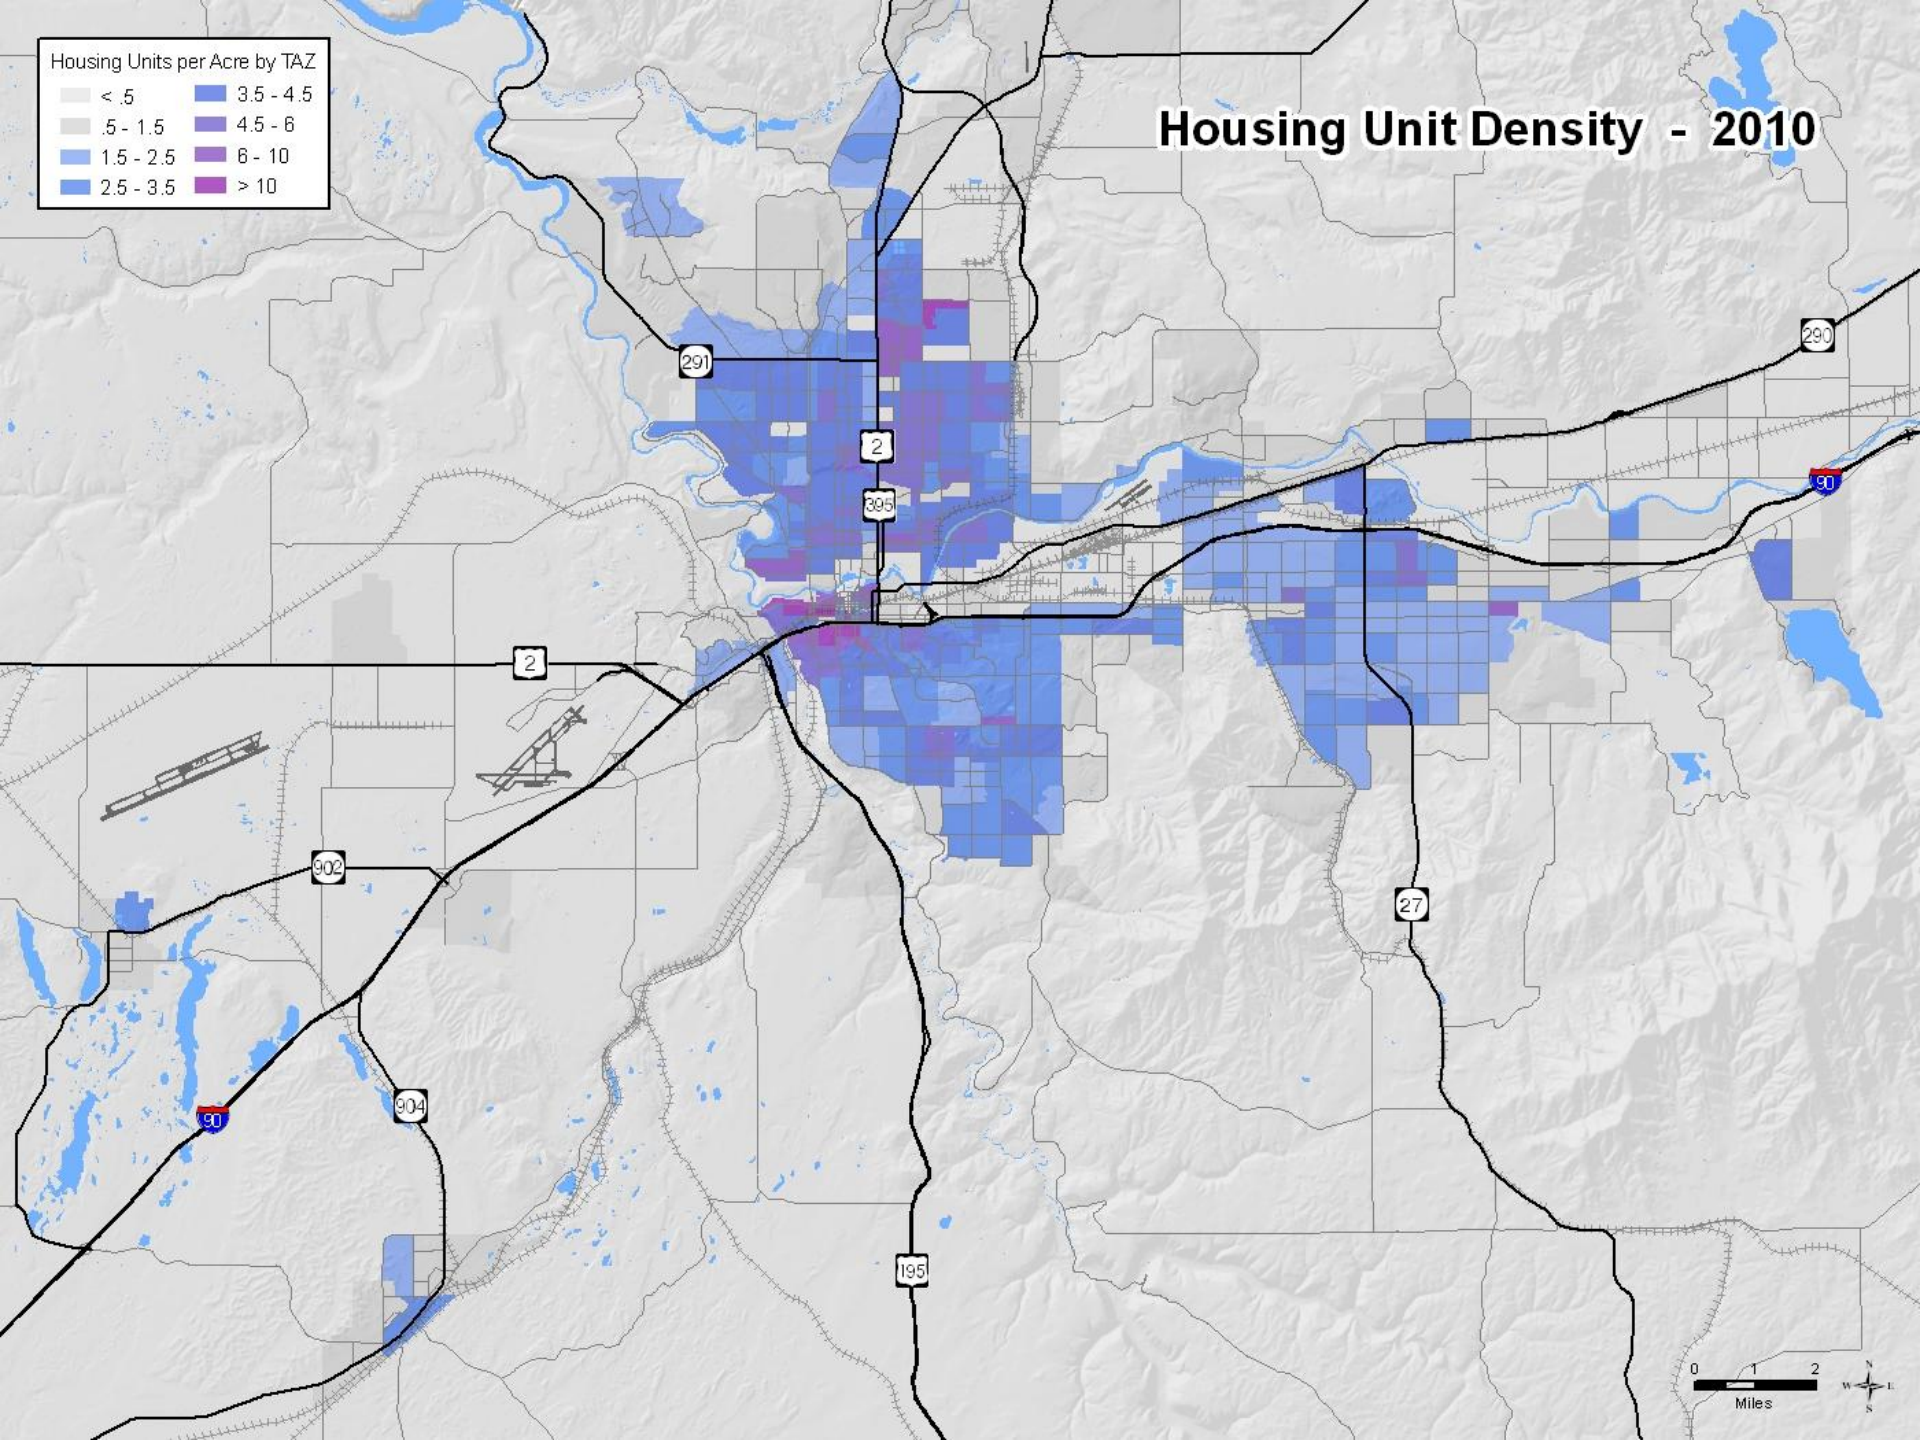 Housing Units per Acre by TAZ
< .5
.5 - 1.5
1.5 - 2.5
2.5 - 3.5
3.5 - 4.5
4.5 - 6
6 - 10
> 10
Housing Unit Density - 2010
290
291
2
90
395
2
902
27
904
90
195
0 1 2
Miles
N
W E
S